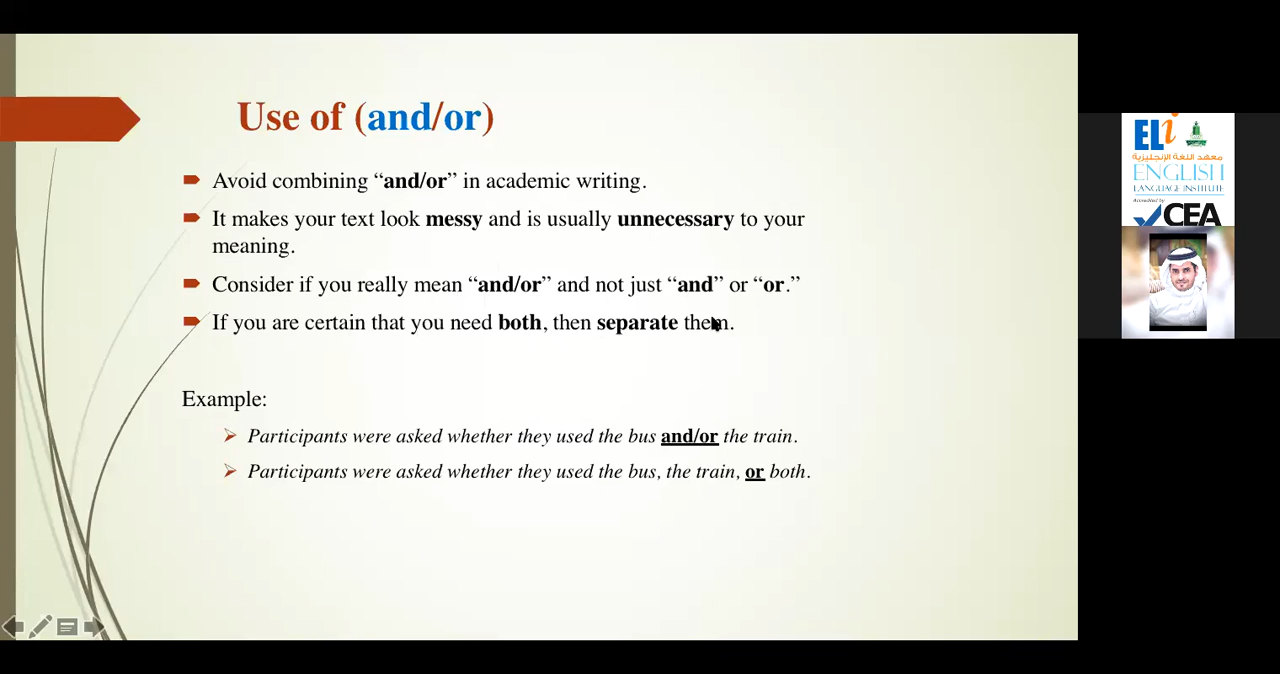 Use of (and/or)
Avoid combining “and/or” in academic writing.
It makes your text look messy and is usually unnecessary to your
meaning.
Consider if you really mean “and/or” and not just “and” or “or.”
If you are certain that you need both, then separate them.
Example:
Participants were asked whether they used the bus and/or the train.
Participants were asked whether they used the bus, the train, or both.
ELi
معهد اللغة الإنجليزية
ENGLISH
LANGUAGE INSTITUTE
Accredited by
CEA